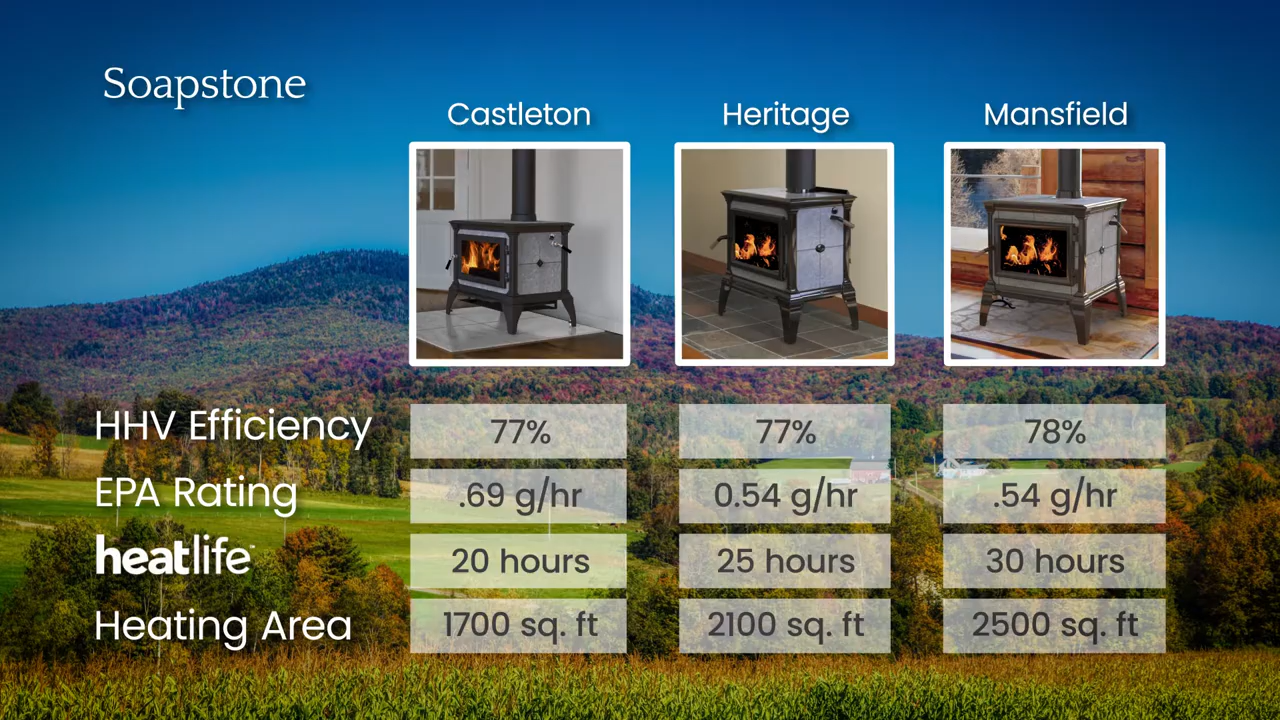 Soapstone
Castleton Heritage Mansfield
HHV Efficiency 77% 77% 78%
EPA Rating .69 g/hr 0.54 g/hr .54 g/hr
heatlife™ 20 hours 25 hours 30 hours
Heating Area 1700 sq. ft 2100 sq. ft 2500 sq. ft